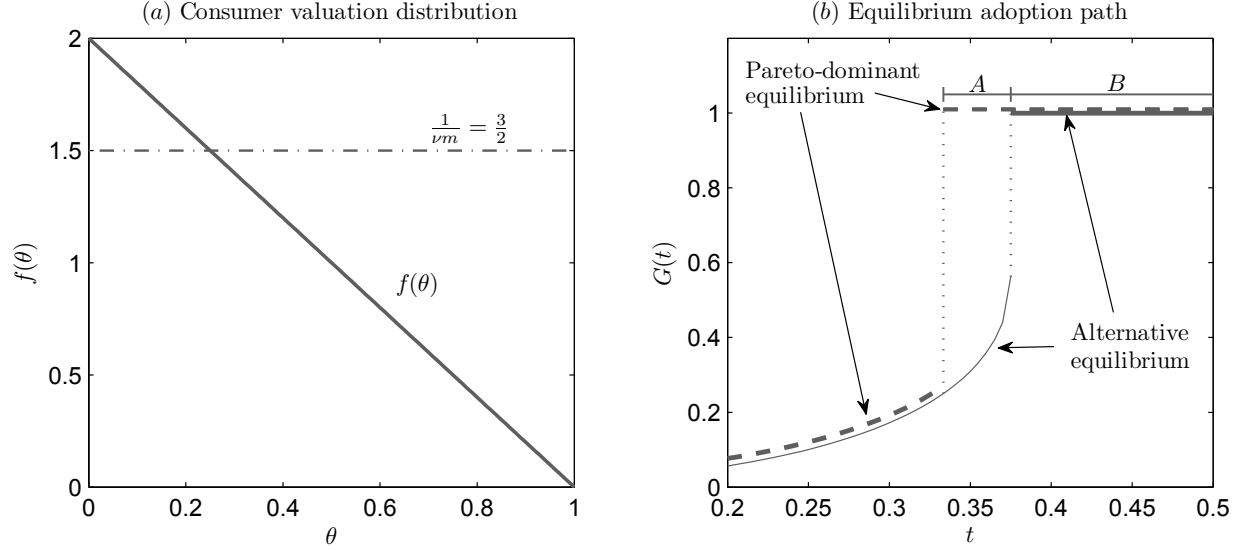 (a) Consumer valuation distribution
2
1.5
1
0.5
0
0
0.2
0.4
0.6
0.8
1
f(θ)
θ
1/νm = 3/2
f(θ)
(b) Equilibrium adoption path
Pareto-dominant
equilibrium
A
B
1
0.8
0.6
0.4
0.2
0
0.2
0.25
0.3
0.35
0.4
0.45
0.5
G(t)
t
Alternative
equilibrium